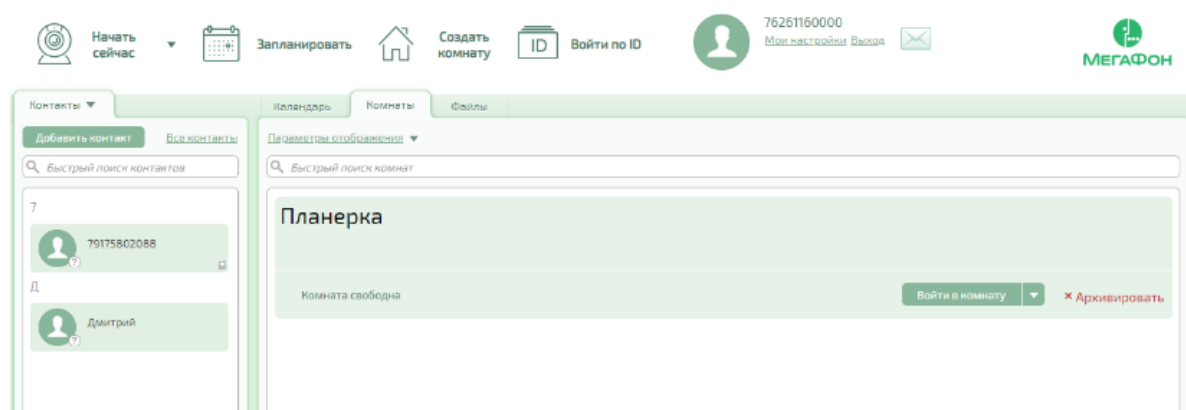 Начать сейчас
Запланировать
Создать комнату
ID
Войти по ID
76261160000
Мои настройки Выход
МЕГАФОН
Контакты
Календарь Комнаты Файлы
Добавить контакт Все контакты
Параметры отображения
Быстрый поиск контактов
Быстрый поиск комнат
7
79175802088
?
Д
Дмитрий
?
Планерка
Комната свободна
Войти в комнату
× Архивировать